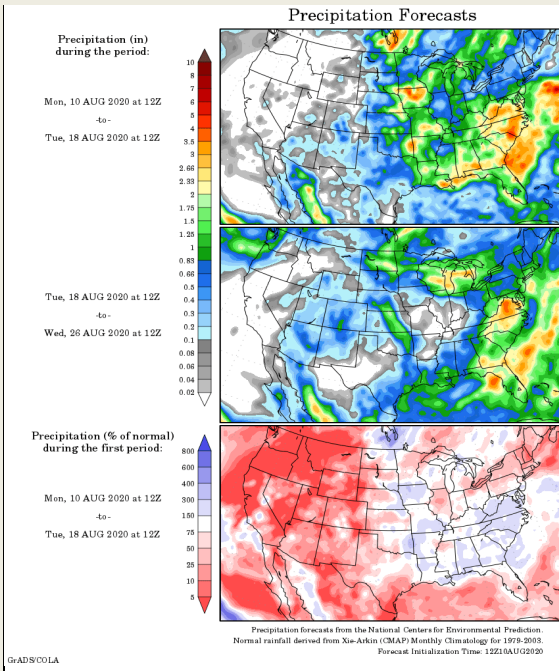 Precipitation Forecasts
Precipitation (in)
during the period:
Mon, 10 AUG 2020 at 12Z
-to-
Tue, 18 AUG 2020 at 12Z
10
9
8
7
6
5
4
3.5
3
2.66
2.33
2
1.75
1.5
1.25
1
0.83
0.66
0.5
0.4
0.3
0.2
0.1
0.08
0.06
0.04
0.02
Tue, 18 AUG 2020 at 12Z
-to-
Wed, 26 AUG 2020 at 12Z
Precipitation (% of normal)
during the first period:
Mon, 10 AUG 2020 at 12Z
-to-
Tue, 18 AUG 2020 at 12Z
800
600
400
300
150
75
50
25
10
5
Precipitation forecasts from the National Centers for Environmental Prediction.
Normal rainfall derived from Xie-Arkin (CMAP) Monthly Climatology for 1979-2003.
Forecast Initialization Time: 12Z10AUG2020
GrADS/COLA